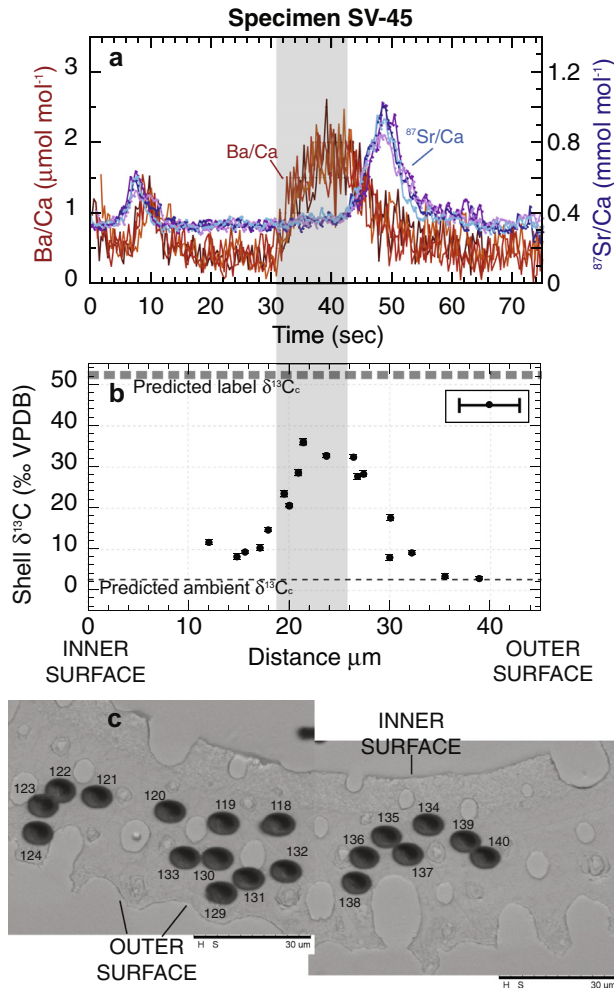 Specimen SV-45
a
3
2
1
0
Ba/Ca (μmol mol⁻¹)
Ba/Ca
⁸⁷Sr/Ca
1.2
0.8
0.4
0
⁸⁷Sr/Ca (mmol mol⁻¹)
0 10 20 30 40 50 60 70
Time (sec)
b
50
40
30
20
10
0
Shell δ¹³C (‰ VPDB)
Predicted label δ¹³Cc
Predicted ambient δ¹³Cc
0 10 20 30 40
Distance μm
INNER
SURFACE
OUTER
SURFACE
c
INNER
SURFACE
123 122 121 120 119 118
124 133 130 132
129 131
135 134 139
136 137 140
138
OUTER
SURFACE
H S 30 um
H S 30 um